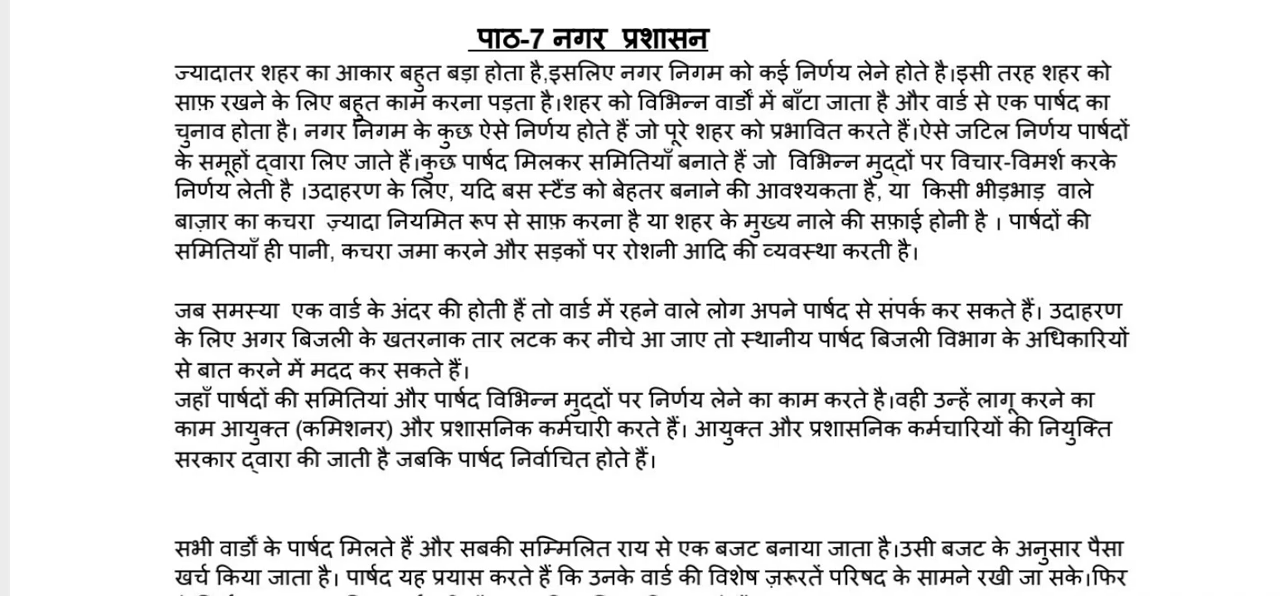 पाठ-7 नगर प्रशासन
ज्यादातर शहर का आकार बहुत बड़ा होता है,इसलिए नगर निगम को कई निर्णय लेने होते है।इसी तरह शहर को
साफ़ रखने के लिए बहुत काम करना पड़ता है।शहर को विभिन्न वार्डों में बाँटा जाता है और वार्ड से एक पार्षद का
चुनाव होता है। नगर निगम के कुछ ऐसे निर्णय होते हैं जो पूरे शहर को प्रभावित करते हैं।ऐसे जटिल निर्णय पार्षदों
के समूहों द्वारा लिए जाते हैं।कुछ पार्षद मिलकर समितियाँ बनाते हैं जो विभिन्न मुद्दों पर विचार-विमर्श करके
निर्णय लेती है ।उदाहरण के लिए, यदि बस स्टैंड को बेहतर बनाने की आवश्यकता है, या किसी भीड़भाड़ वाले
बाज़ार का कचरा ज़्यादा नियमित रूप से साफ़ करना है या शहर के मुख्य नाले की सफ़ाई होनी है । पार्षदों की
समितियाँ ही पानी, कचरा जमा करने और सड़कों पर रोशनी आदि की व्यवस्था करती है।
जब समस्या एक वार्ड के अंदर की होती हैं तो वार्ड में रहने वाले लोग अपने पार्षद से संपर्क कर सकते हैं। उदाहरण
के लिए अगर बिजली के खतरनाक तार लटक कर नीचे आ जाए तो स्थानीय पार्षद बिजली विभाग के अधिकारियों
से बात करने में मदद कर सकते हैं।
जहाँ पार्षदों की समितियां और पार्षद विभिन्न मुद्दों पर निर्णय लेने का काम करते है।वही उन्हें लागू करने का
काम आयुक्त (कमिशनर) और प्रशासनिक कर्मचारी करते हैं। आयुक्त और प्रशासनिक कर्मचारियों की नियुक्ति
सरकार द्वारा की जाती है जबकि पार्षद निर्वाचित होते हैं।
सभी वार्डों के पार्षद मिलते हैं और सबकी सम्मिलित राय से एक बजट बनाया जाता है।उसी बजट के अनुसार पैसा
खर्च किया जाता है। पार्षद यह प्रयास करते हैं कि उनके वार्ड की विशेष ज़रूरतें परिषद के सामने रखी जा सके।फिर